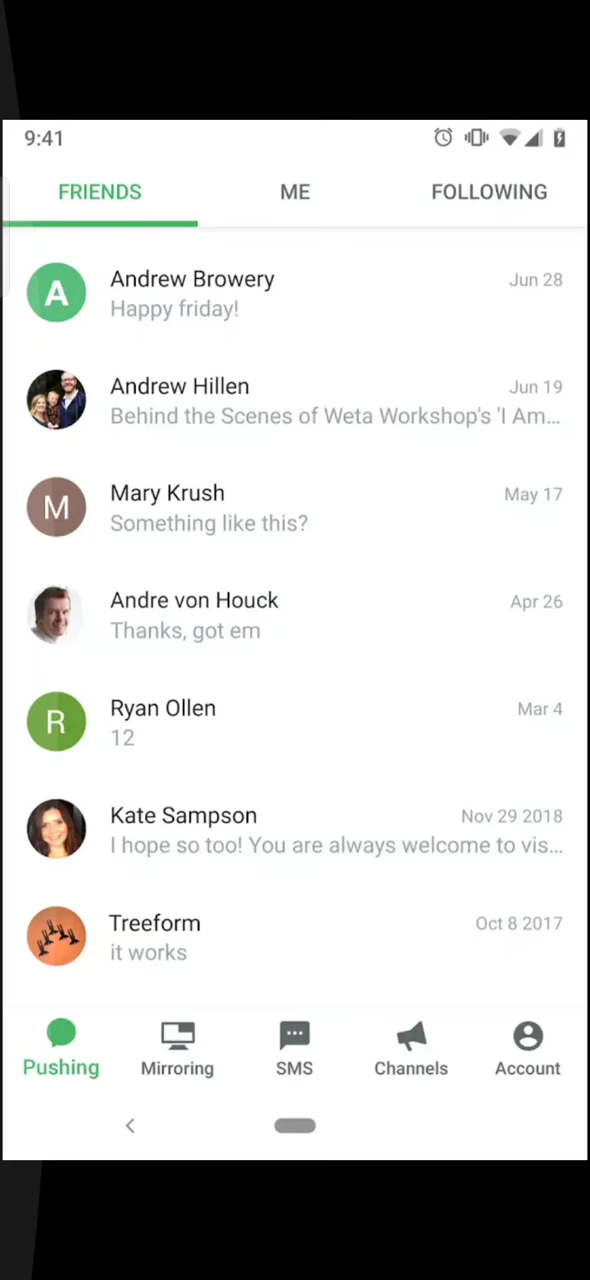 9:41
FRIENDS ME FOLLOWING
A
Andrew Browery Jun 28
Happy friday!
Andrew Hillen Jun 19
Behind the Scenes of Weta Workshop's 'I Am...
M
Mary Krush May 17
Something like this?
Andre von Houck Apr 26
Thanks, got em
R
Ryan Ollen Mar 4
12
Kate Sampson Nov 29 2018
I hope so too! You are always welcome to vis...
Treeform Oct 8 2017
it works
Pushing Mirroring SMS Channels Account